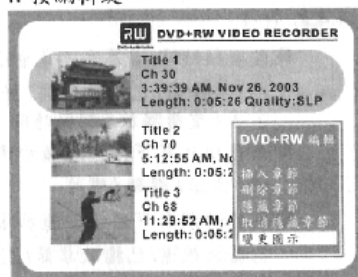 RW DVD+RW VIDEO RECORDER
Title 1
Ch 30
3:39:39 AM, Nov 26, 2003
Length: 0:05:26 Quality:SLP
Title 2
Ch 70
5:12:55 AM, No
Length: 0:05:2
Title 3
Ch 68
11:29:52 AM, A
Length: 0:05:2
DVD+RW 編輯
插入章節
刪除章節
隱藏章節
取消隱藏章節
變更圖示